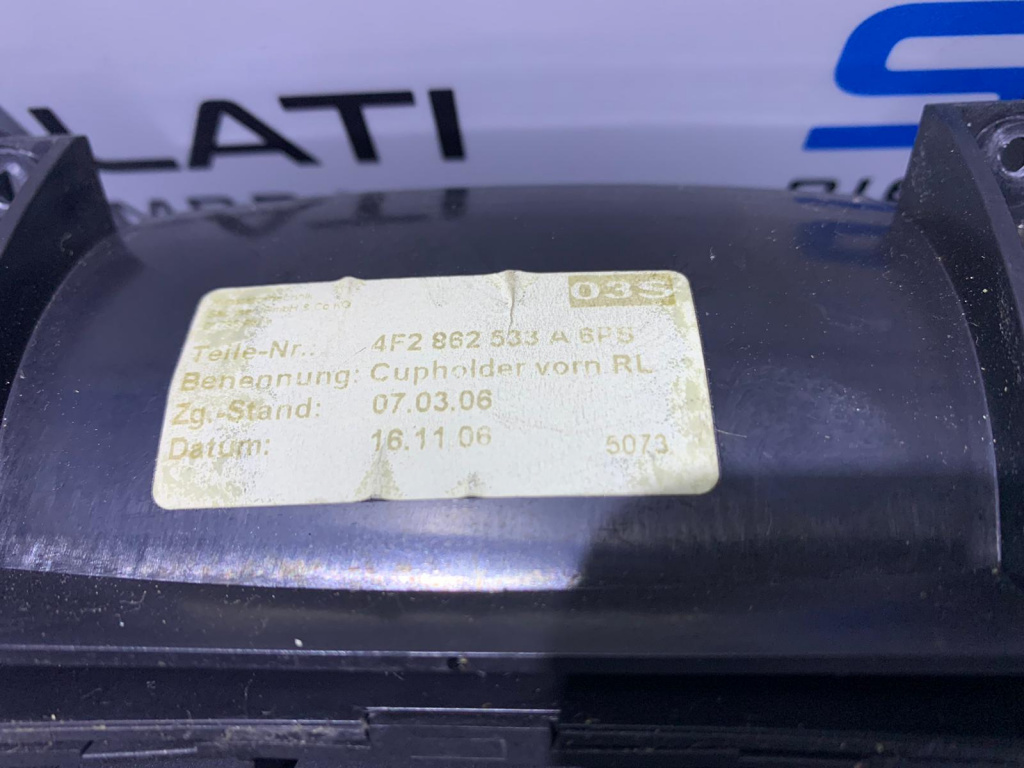 LATI
03S
Teile-Nr.: 4F2 862 533 A 6PS
Benennung: Cupholder vorn RL
Zg.-Stand: 07.03.06
Datum: 16.11.06 5073